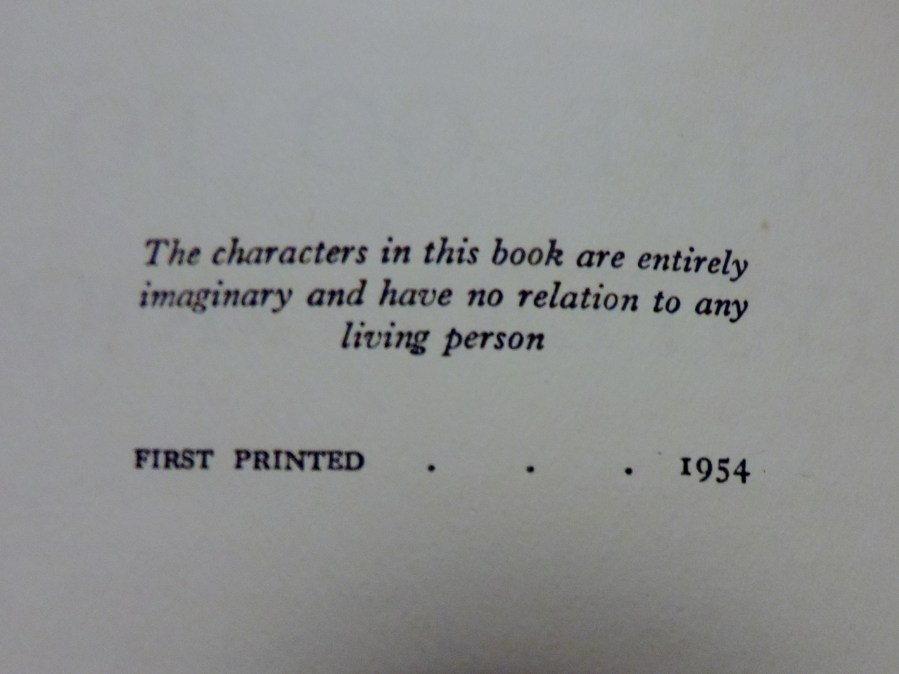 The characters in this book are entirely
imaginary and have no relation to any
living person
FIRST PRINTED . . . 1954